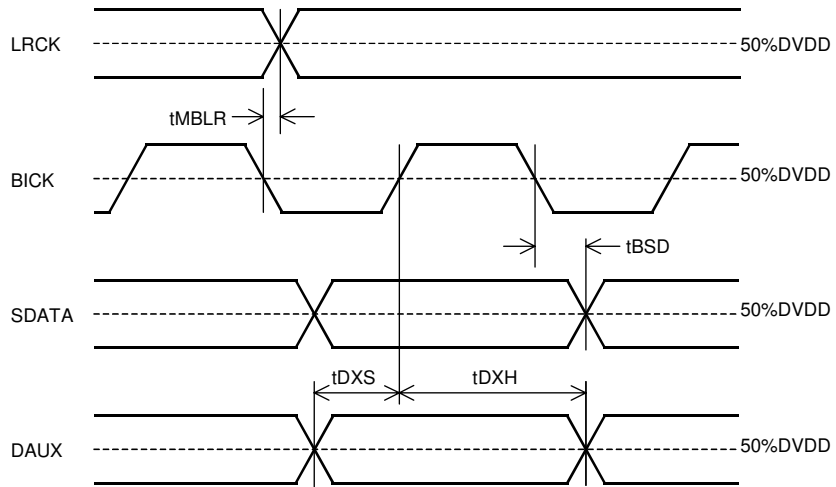 LRCK 50%DVDD
tMBLR
BICK 50%DVDD
tBSD
SDATA 50%DVDD
tDXS tDXH
DAUX 50%DVDD